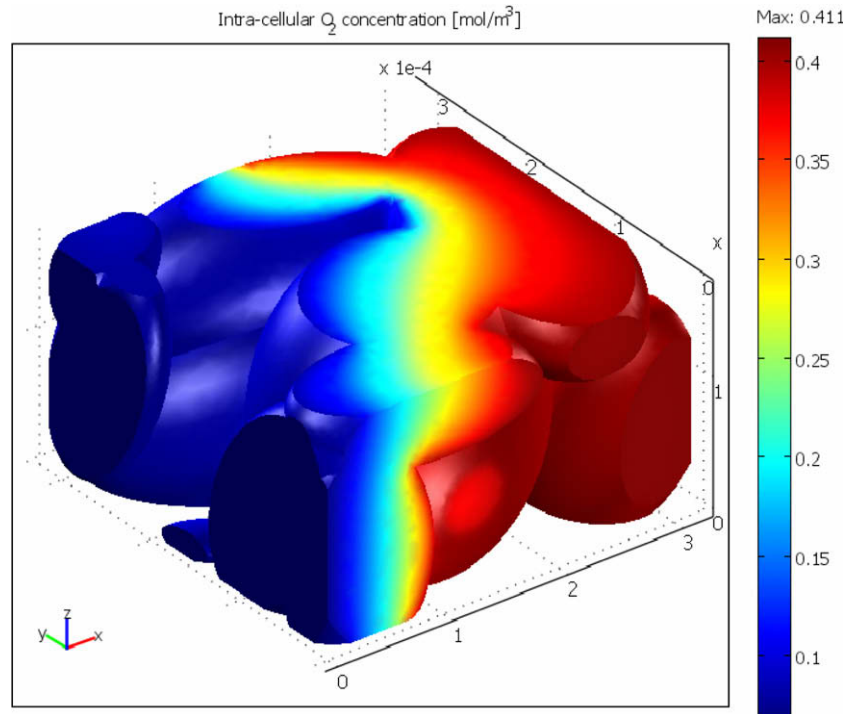 Intra-cellular O2 concentration [mol/m3]
Max: 0.411
x 1e-4
3
2
1
x
0
1
0
3
2
1
0
0.4
0.35
0.3
0.25
0.2
0.15
0.1
z
y
x